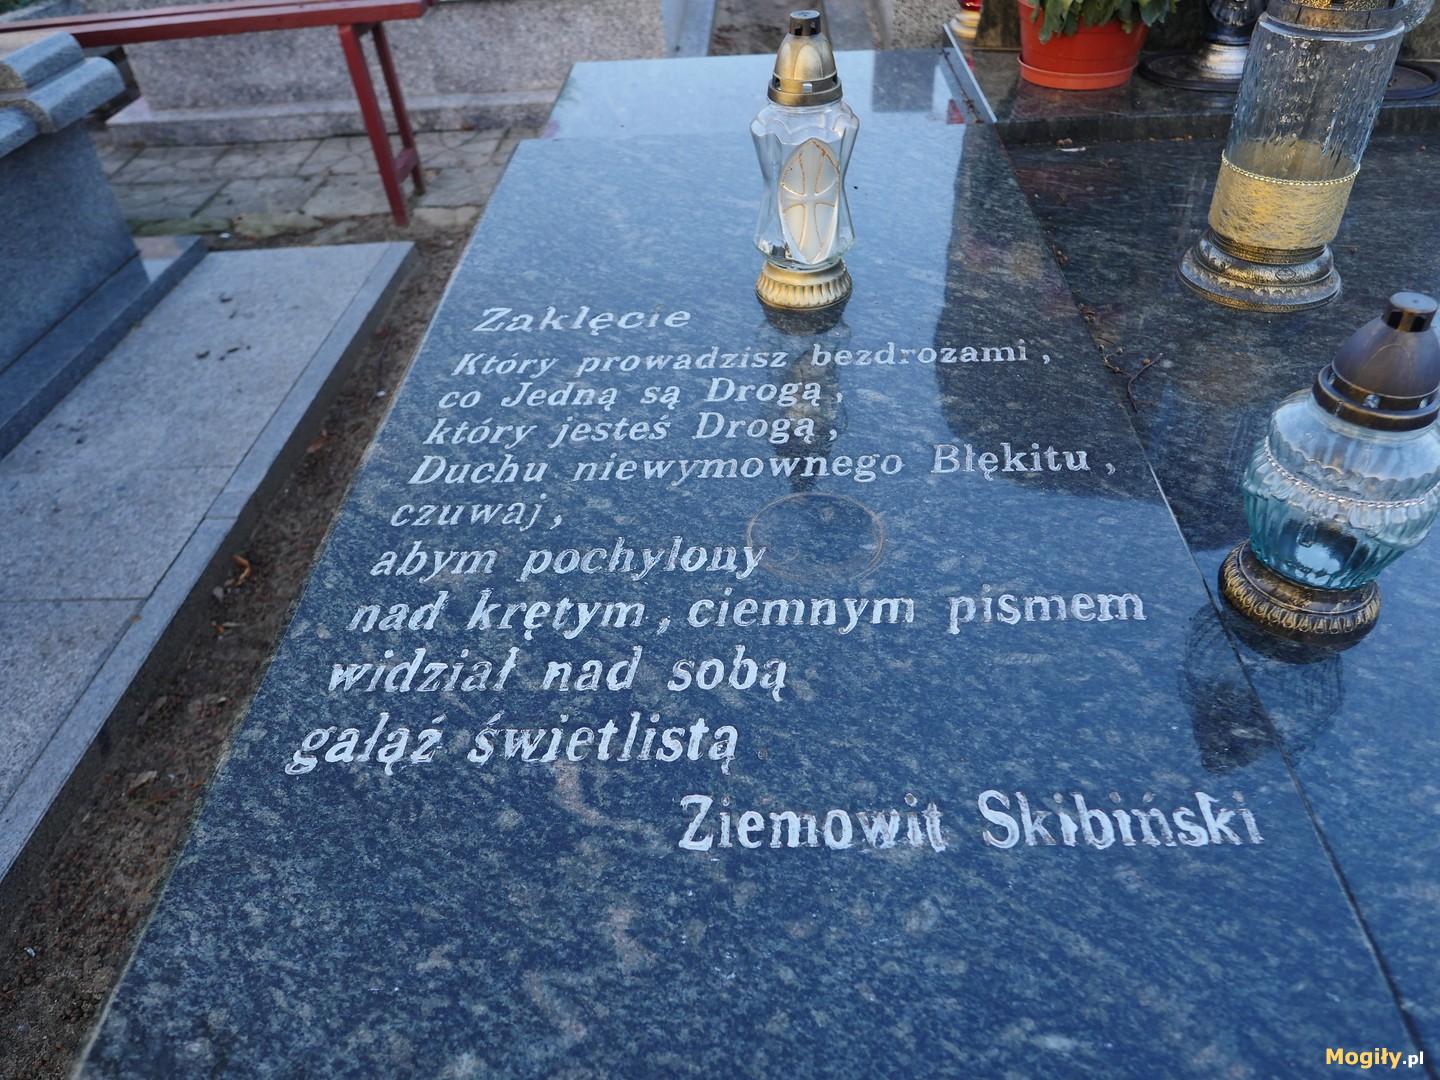 Zaklęcie
Który prowadzisz bezdrożami,
co Jedną są Drogą,
który jesteś Drogą,
Duchu niewymownego Błękitu,
czuwaj,
abym pochylony
nad krętym, ciemnym pismem
widział nad sobą
gałąź świetlistą
Ziemowit Skibiński
Mogiły.pl